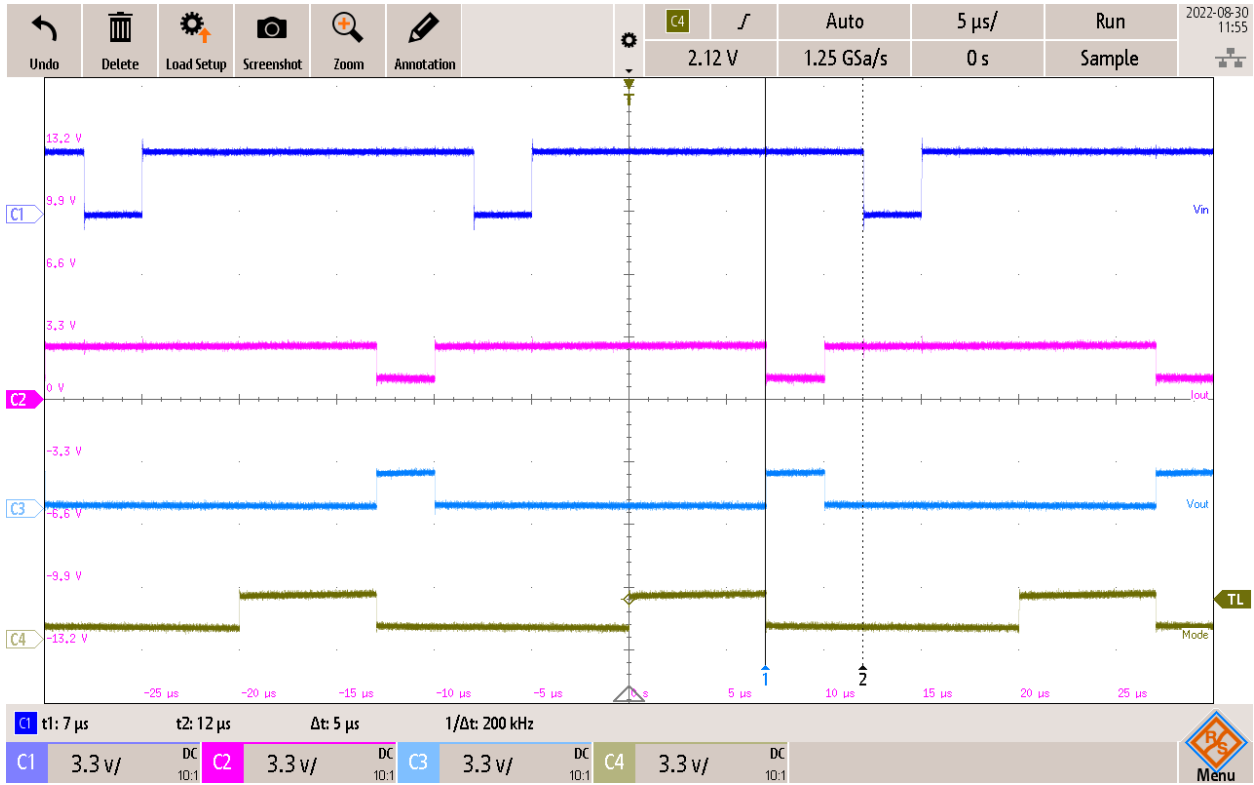 Undo Delete Load Setup Screenshot Zoom Annotation
C4 Auto 5 µs/ Run
2.12 V 1.25 GSa/s 0 s Sample
2022-08-30
11:55
T
13.2 V
9.9 V
C1
Vin
6.6 V
3.3 V
0 V
C2
Iout
-3.3 V
C3
-6.6 V
Vout
-9.9 V
TL
C4
-13.2 V
Mode
1 2
-25 µs -20 µs -15 µs -10 µs -5 µs 0 s 5 µs 10 µs 15 µs 20 µs 25 µs
C1 t1: 7 µs t2: 12 µs Δt: 5 µs 1/Δt: 200 kHz
C1 3.3 V/ DC 10:1 C2 3.3 V/ DC 10:1 C3 3.3 V/ DC 10:1 C4 3.3 V/ DC 10:1
R/S
Menu